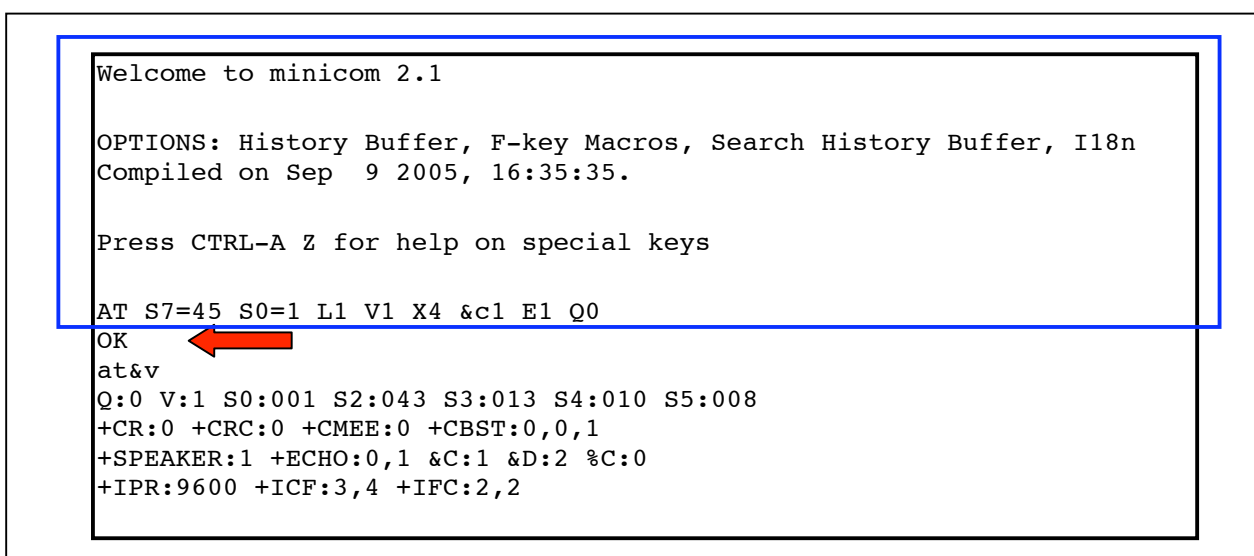 Welcome to minicom 2.1
OPTIONS: History Buffer, F-key Macros, Search History Buffer, I18n
Compiled on Sep  9 2005, 16:35:35.
Press CTRL-A Z for help on special keys
AT S7=45 S0=1 L1 V1 X4 &c1 E1 Q0
OK
at&v
Q:0 V:1 S0:001 S2:043 S3:013 S4:010 S5:008
+CR:0 +CRC:0 +CMEE:0 +CBST:0,0,1
+SPEAKER:1 +ECHO:0,1 &C:1 &D:2 %C:0
+IPR:9600 +ICF:3,4 +IFC:2,2